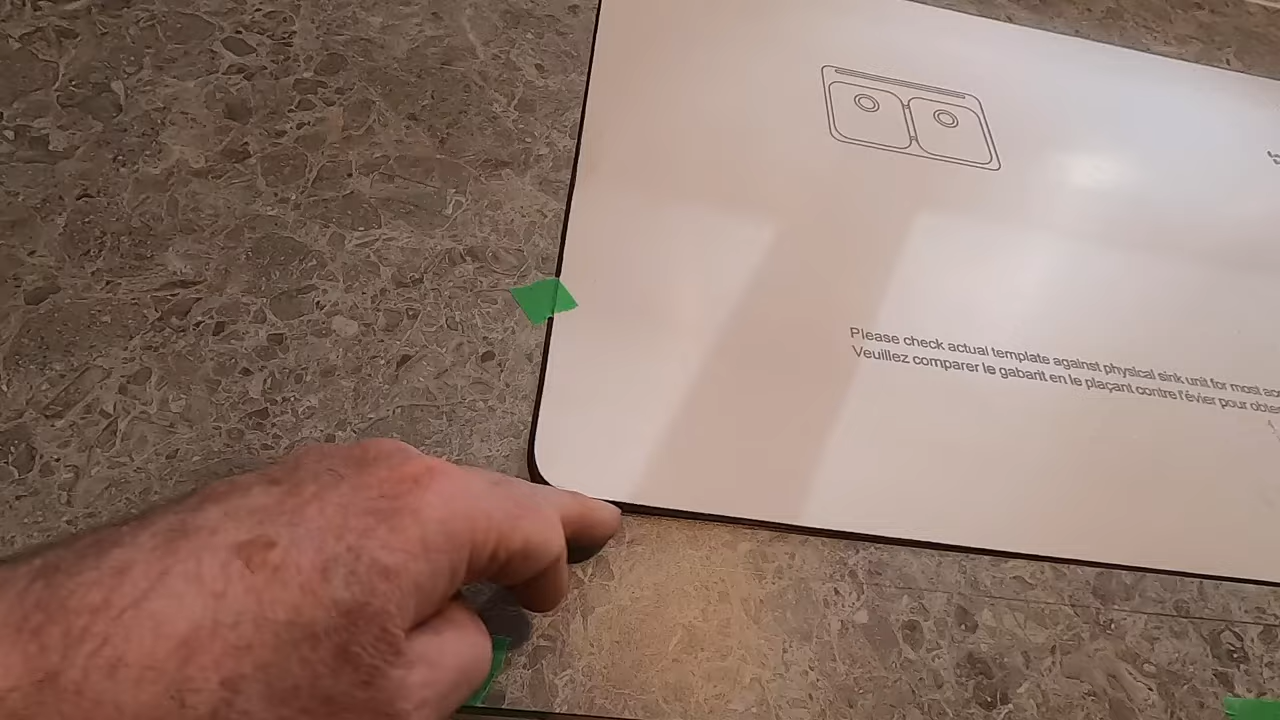 Please check actual template against physical sink unit for most
Veuillez comparer le gabarit en le plaçant contre l'évier pour